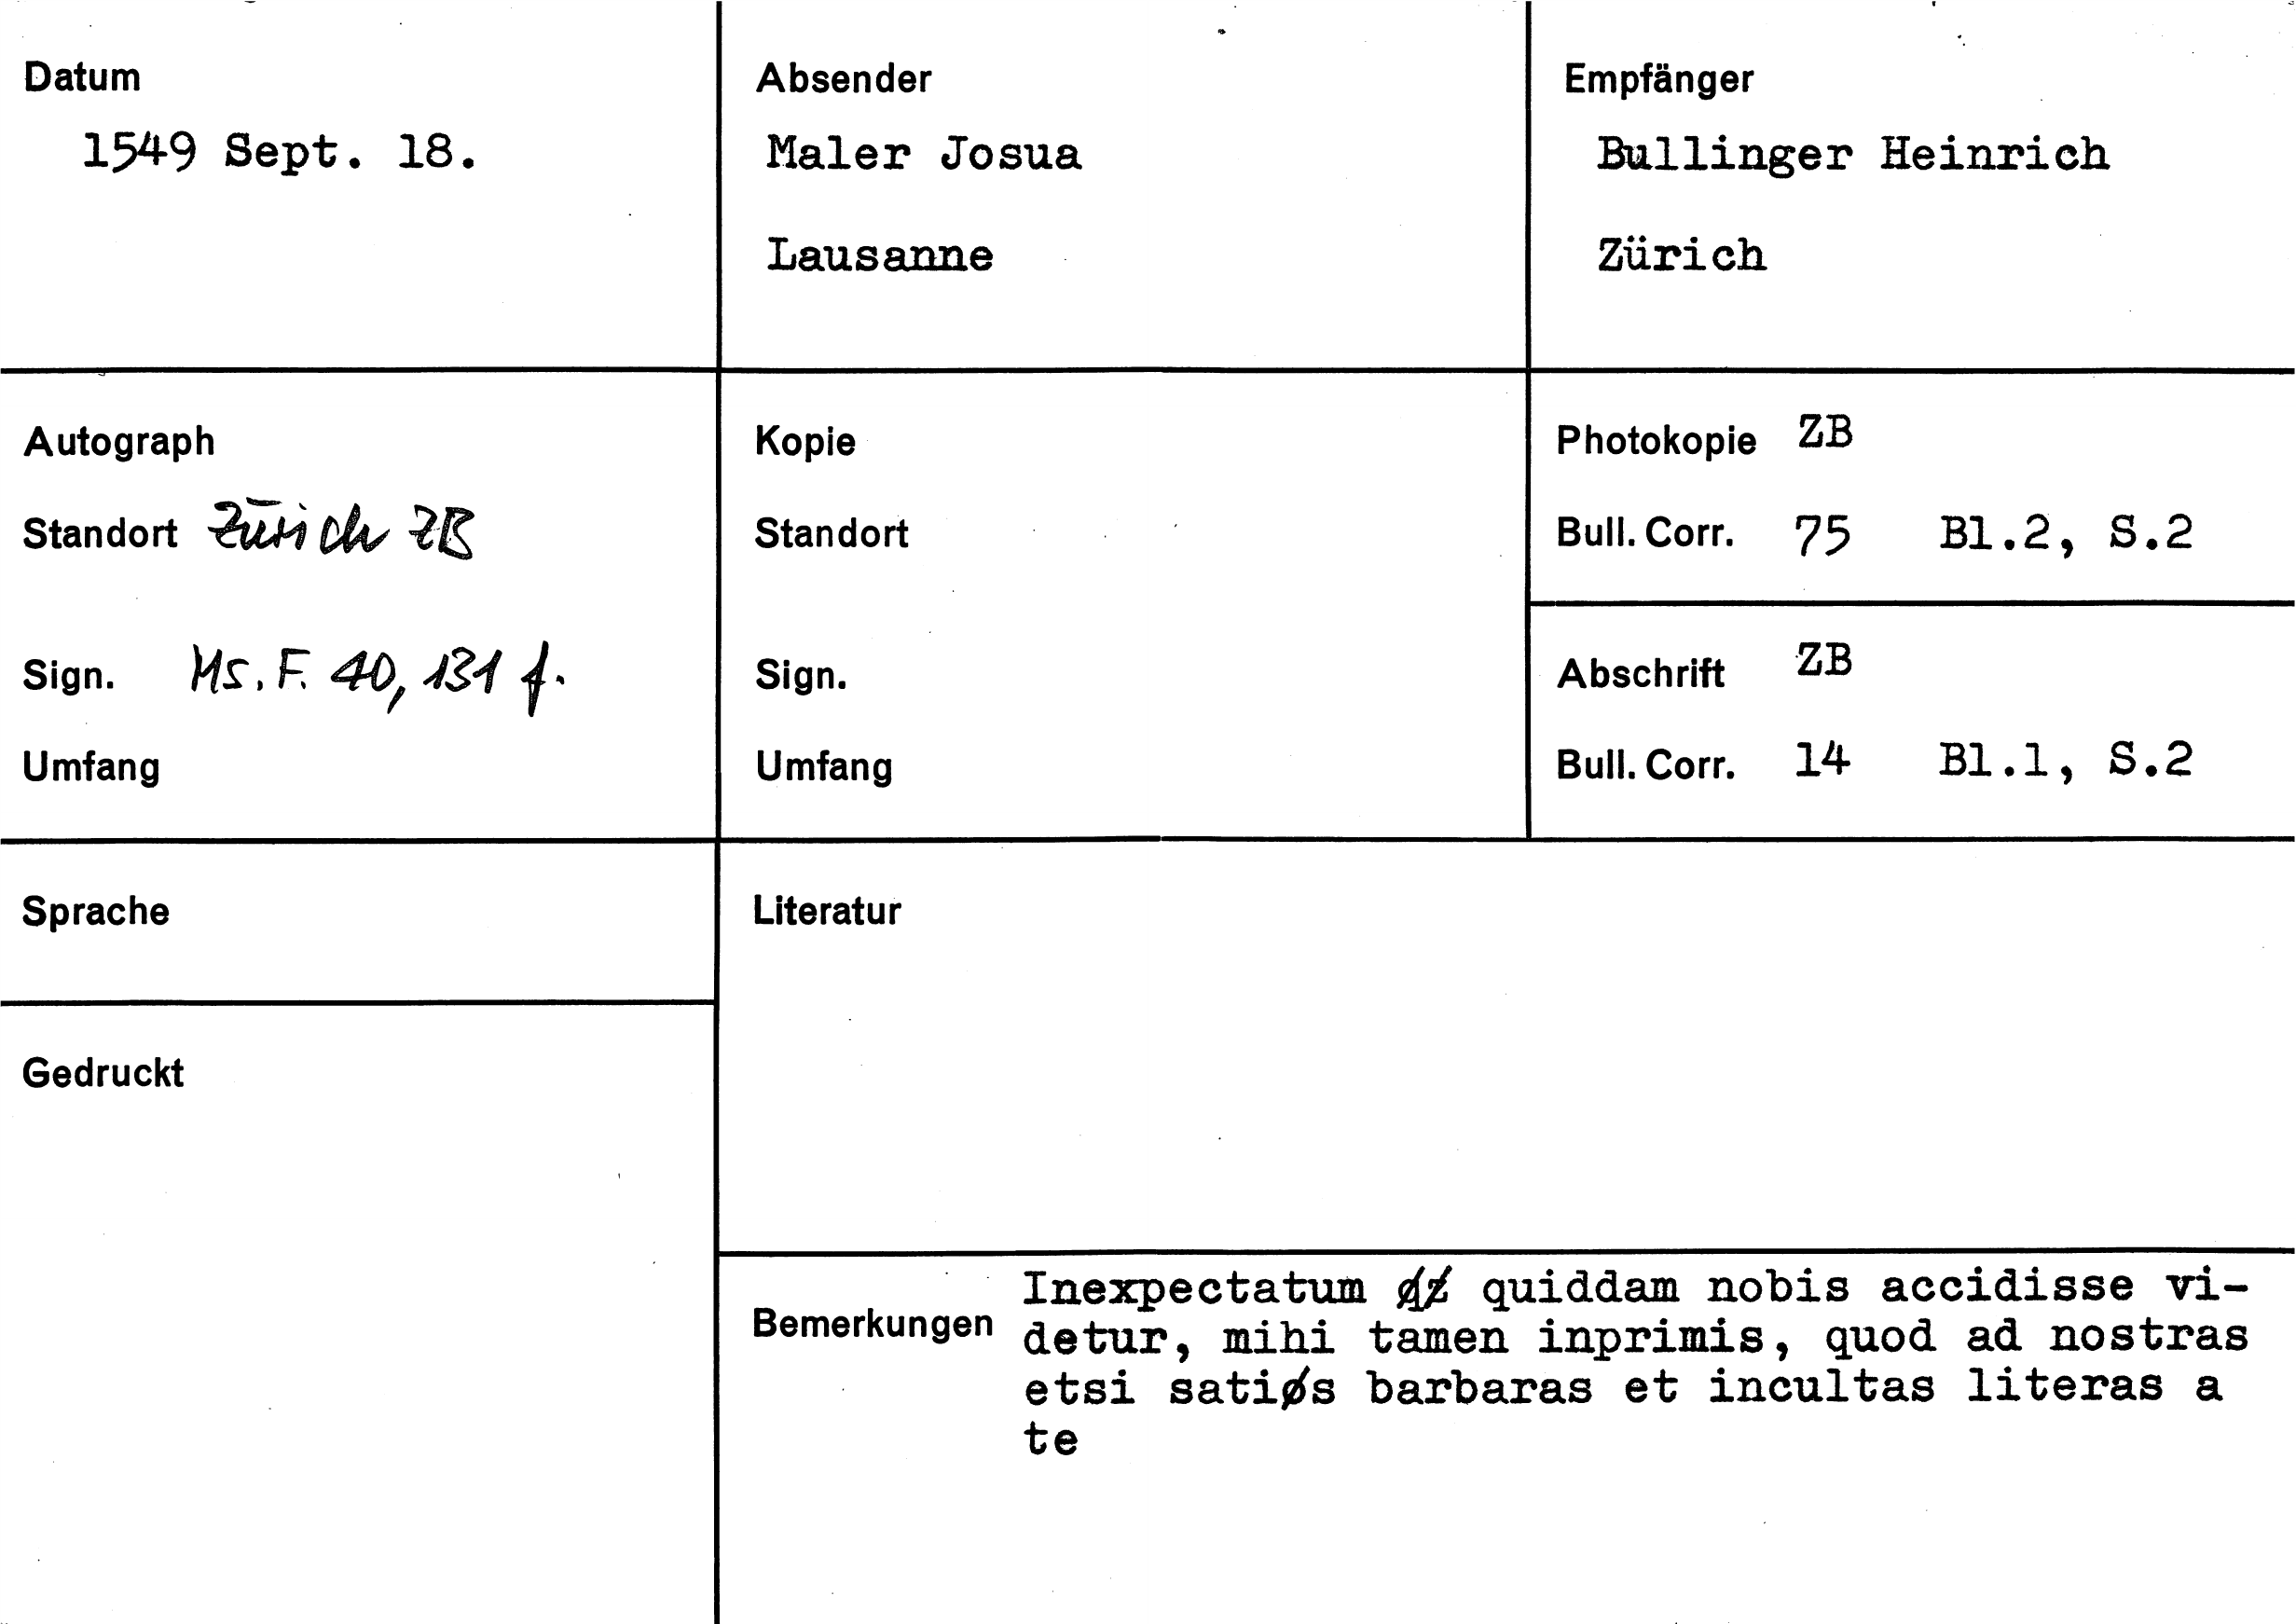 Datum
1549 Sept. 18.
Absender
Maler Josua
Lausanne
Empfänger
Bullinger Heinrich
Zürich
Autograph
Standort Zürich ZB
Sign. Ms. F. 40, 131 f.
Umfang
Kopie
Standort
Sign.
Umfang
Photokopie ZB
Bull. Corr. 75 Bl.2, S.2
Abschrift ZB
Bull. Corr. 14 Bl.1, S.2
Sprache
Literatur
Gedruckt
Bemerkungen
Inexpectatum quiddam nobis accidisse vi-
detur, mihi tamen inprimis, quod ad nostras
etsi satis barbaras et incultas literas a
te